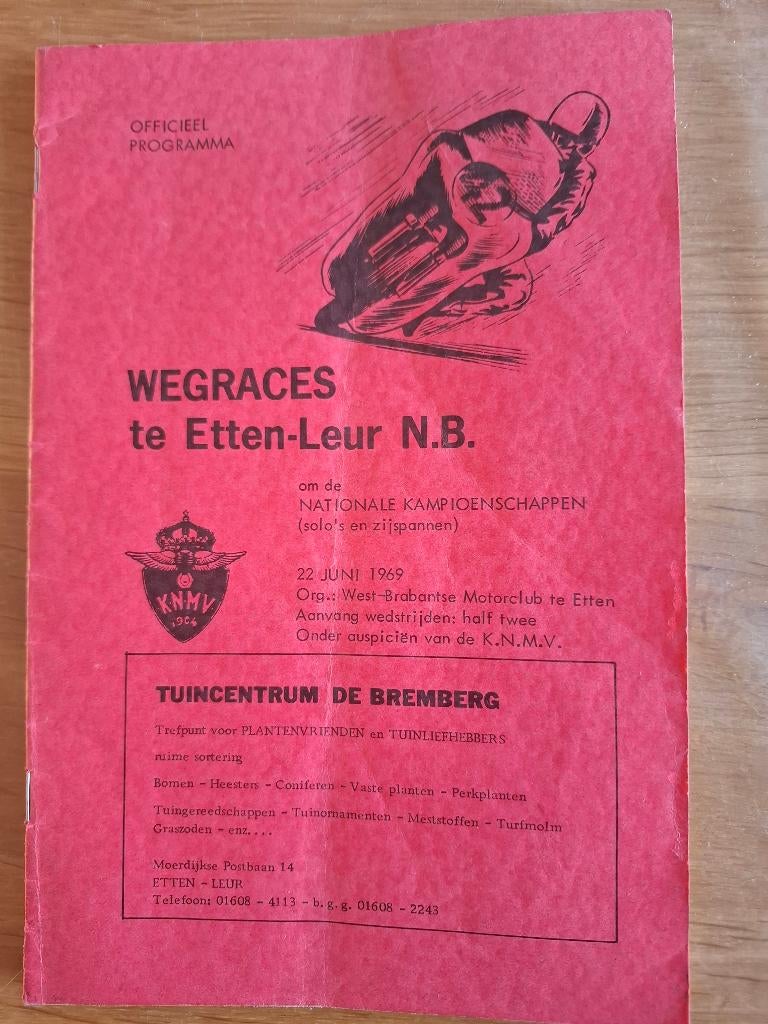 OFFICIEEL
PROGRAMMA
WEGRACES
te Etten-Leur N.B.
om de
NATIONALE KAMPIOENSCHAPPEN
(solo's en zijspannen)
K.N.M.V.
1904
22 JUNI 1969
Org.: West-Brabantse Motorclub te Etten
Aanvang wedstrijden: half twee
Onder auspiciën van de K.N.M.V.
TUINCENTRUM DE BREMBERG
Trefpunt voor PLANTENVRIENDEN en TUINLIEFHEBBERS
ruime sortering
Bomen - Heesters - Coniferen - Vaste planten - Perkplanten
Tuingereedschappen - Tuinornamenten - Meststoffen - Turfmolm
Graszoden - enz....
Moerdijkse Postbaan 14
ETTEN - LEUR
Telefoon: 01608 - 4113 - b.g.g. 01608 - 2243